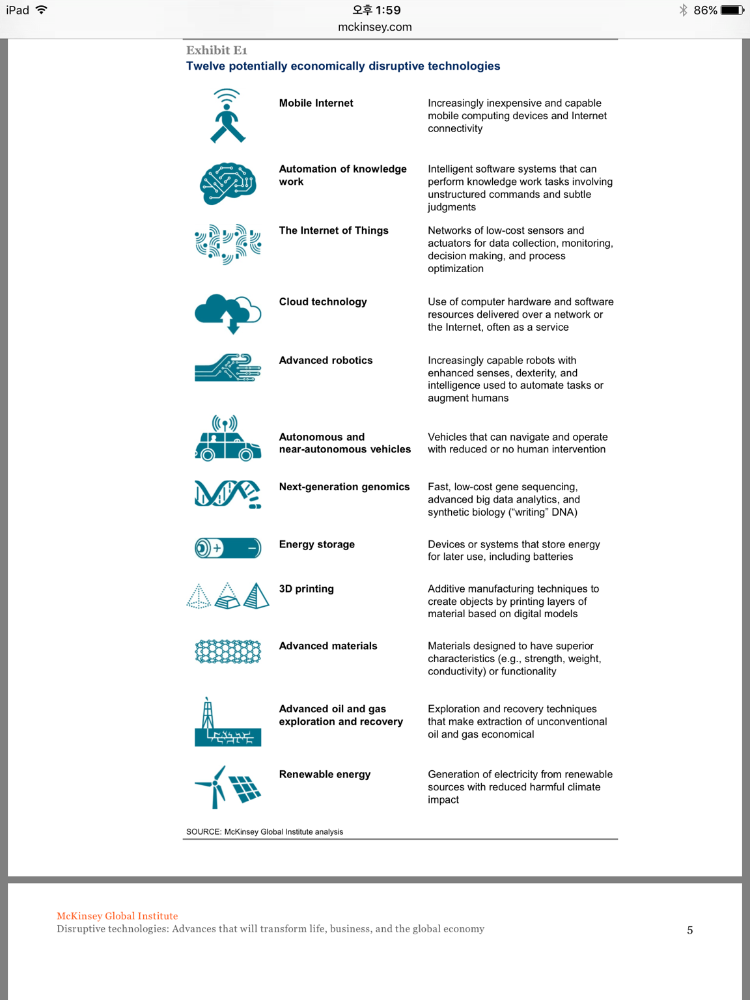 iPad 오후 1:59 86%
mckinsey.com
Exhibit E1
Twelve potentially economically disruptive technologies
Mobile Internet
Increasingly inexpensive and capable
mobile computing devices and Internet
connectivity
Automation of knowledge
work
Intelligent software systems that can
perform knowledge work tasks involving
unstructured commands and subtle
judgments
The Internet of Things
Networks of low-cost sensors and
actuators for data collection, monitoring,
decision making, and process
optimization
Cloud technology
Use of computer hardware and software
resources delivered over a network or
the Internet, often as a service
Advanced robotics
Increasingly capable robots with
enhanced senses, dexterity, and
intelligence used to automate tasks or
augment humans
Autonomous and
near-autonomous vehicles
Vehicles that can navigate and operate
with reduced or no human intervention
Next-generation genomics
Fast, low-cost gene sequencing,
advanced big data analytics, and
synthetic biology (“writing” DNA)
Energy storage
Devices or systems that store energy
for later use, including batteries
3D printing
Additive manufacturing techniques to
create objects by printing layers of
material based on digital models
Advanced materials
Materials designed to have superior
characteristics (e.g., strength, weight,
conductivity) or functionality
Advanced oil and gas
exploration and recovery
Exploration and recovery techniques
that make extraction of unconventional
oil and gas economical
Renewable energy
Generation of electricity from renewable
sources with reduced harmful climate
impact
SOURCE: McKinsey Global Institute analysis
McKinsey Global Institute
Disruptive technologies: Advances that will transform life, business, and the global economy
5